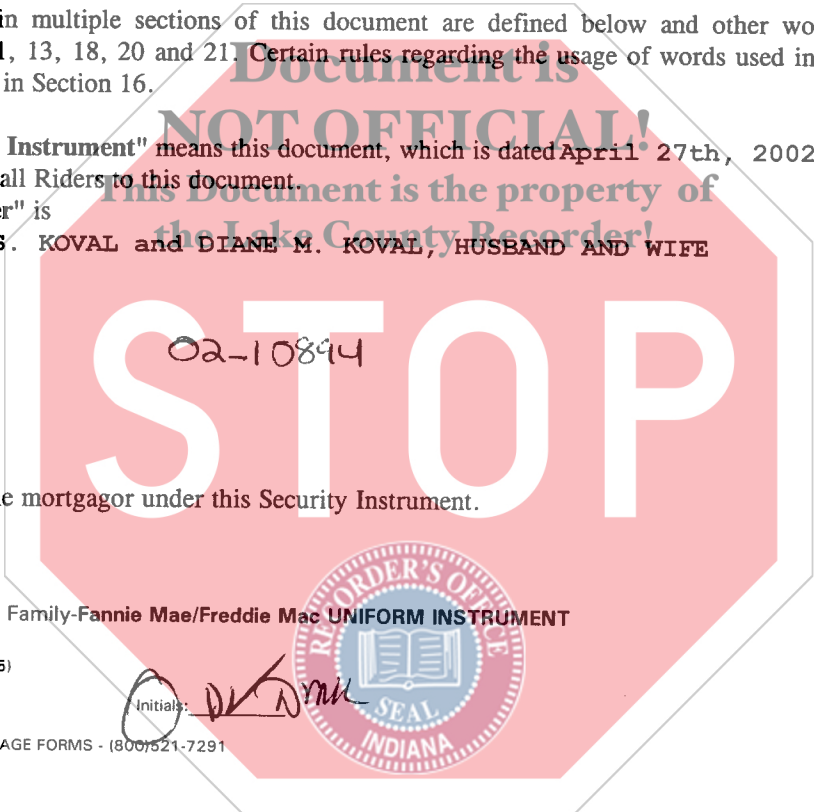 in multiple sections of this document are defined below and other wo
1, 13, 18, 20 and 21. Certain rules regarding the usage of words used in
in Section 16.
Document is
NOT OFFICIAL!
Instrument" means this document, which is dated April 27th, 2002
all Riders to this document.
This Document is the property of
er" is
the Lake County Recorder!
S. KOVAL and DIANE M. KOVAL, HUSBAND AND WIFE
02-10894
STOP
e mortgagor under this Security Instrument.
RECORDER'S OFFICE
Family-Fannie Mae/Freddie Mac UNIFORM INSTRUMENT
5)
Initials:
SEAL
INDIANA
AGE FORMS - (800)521-7291